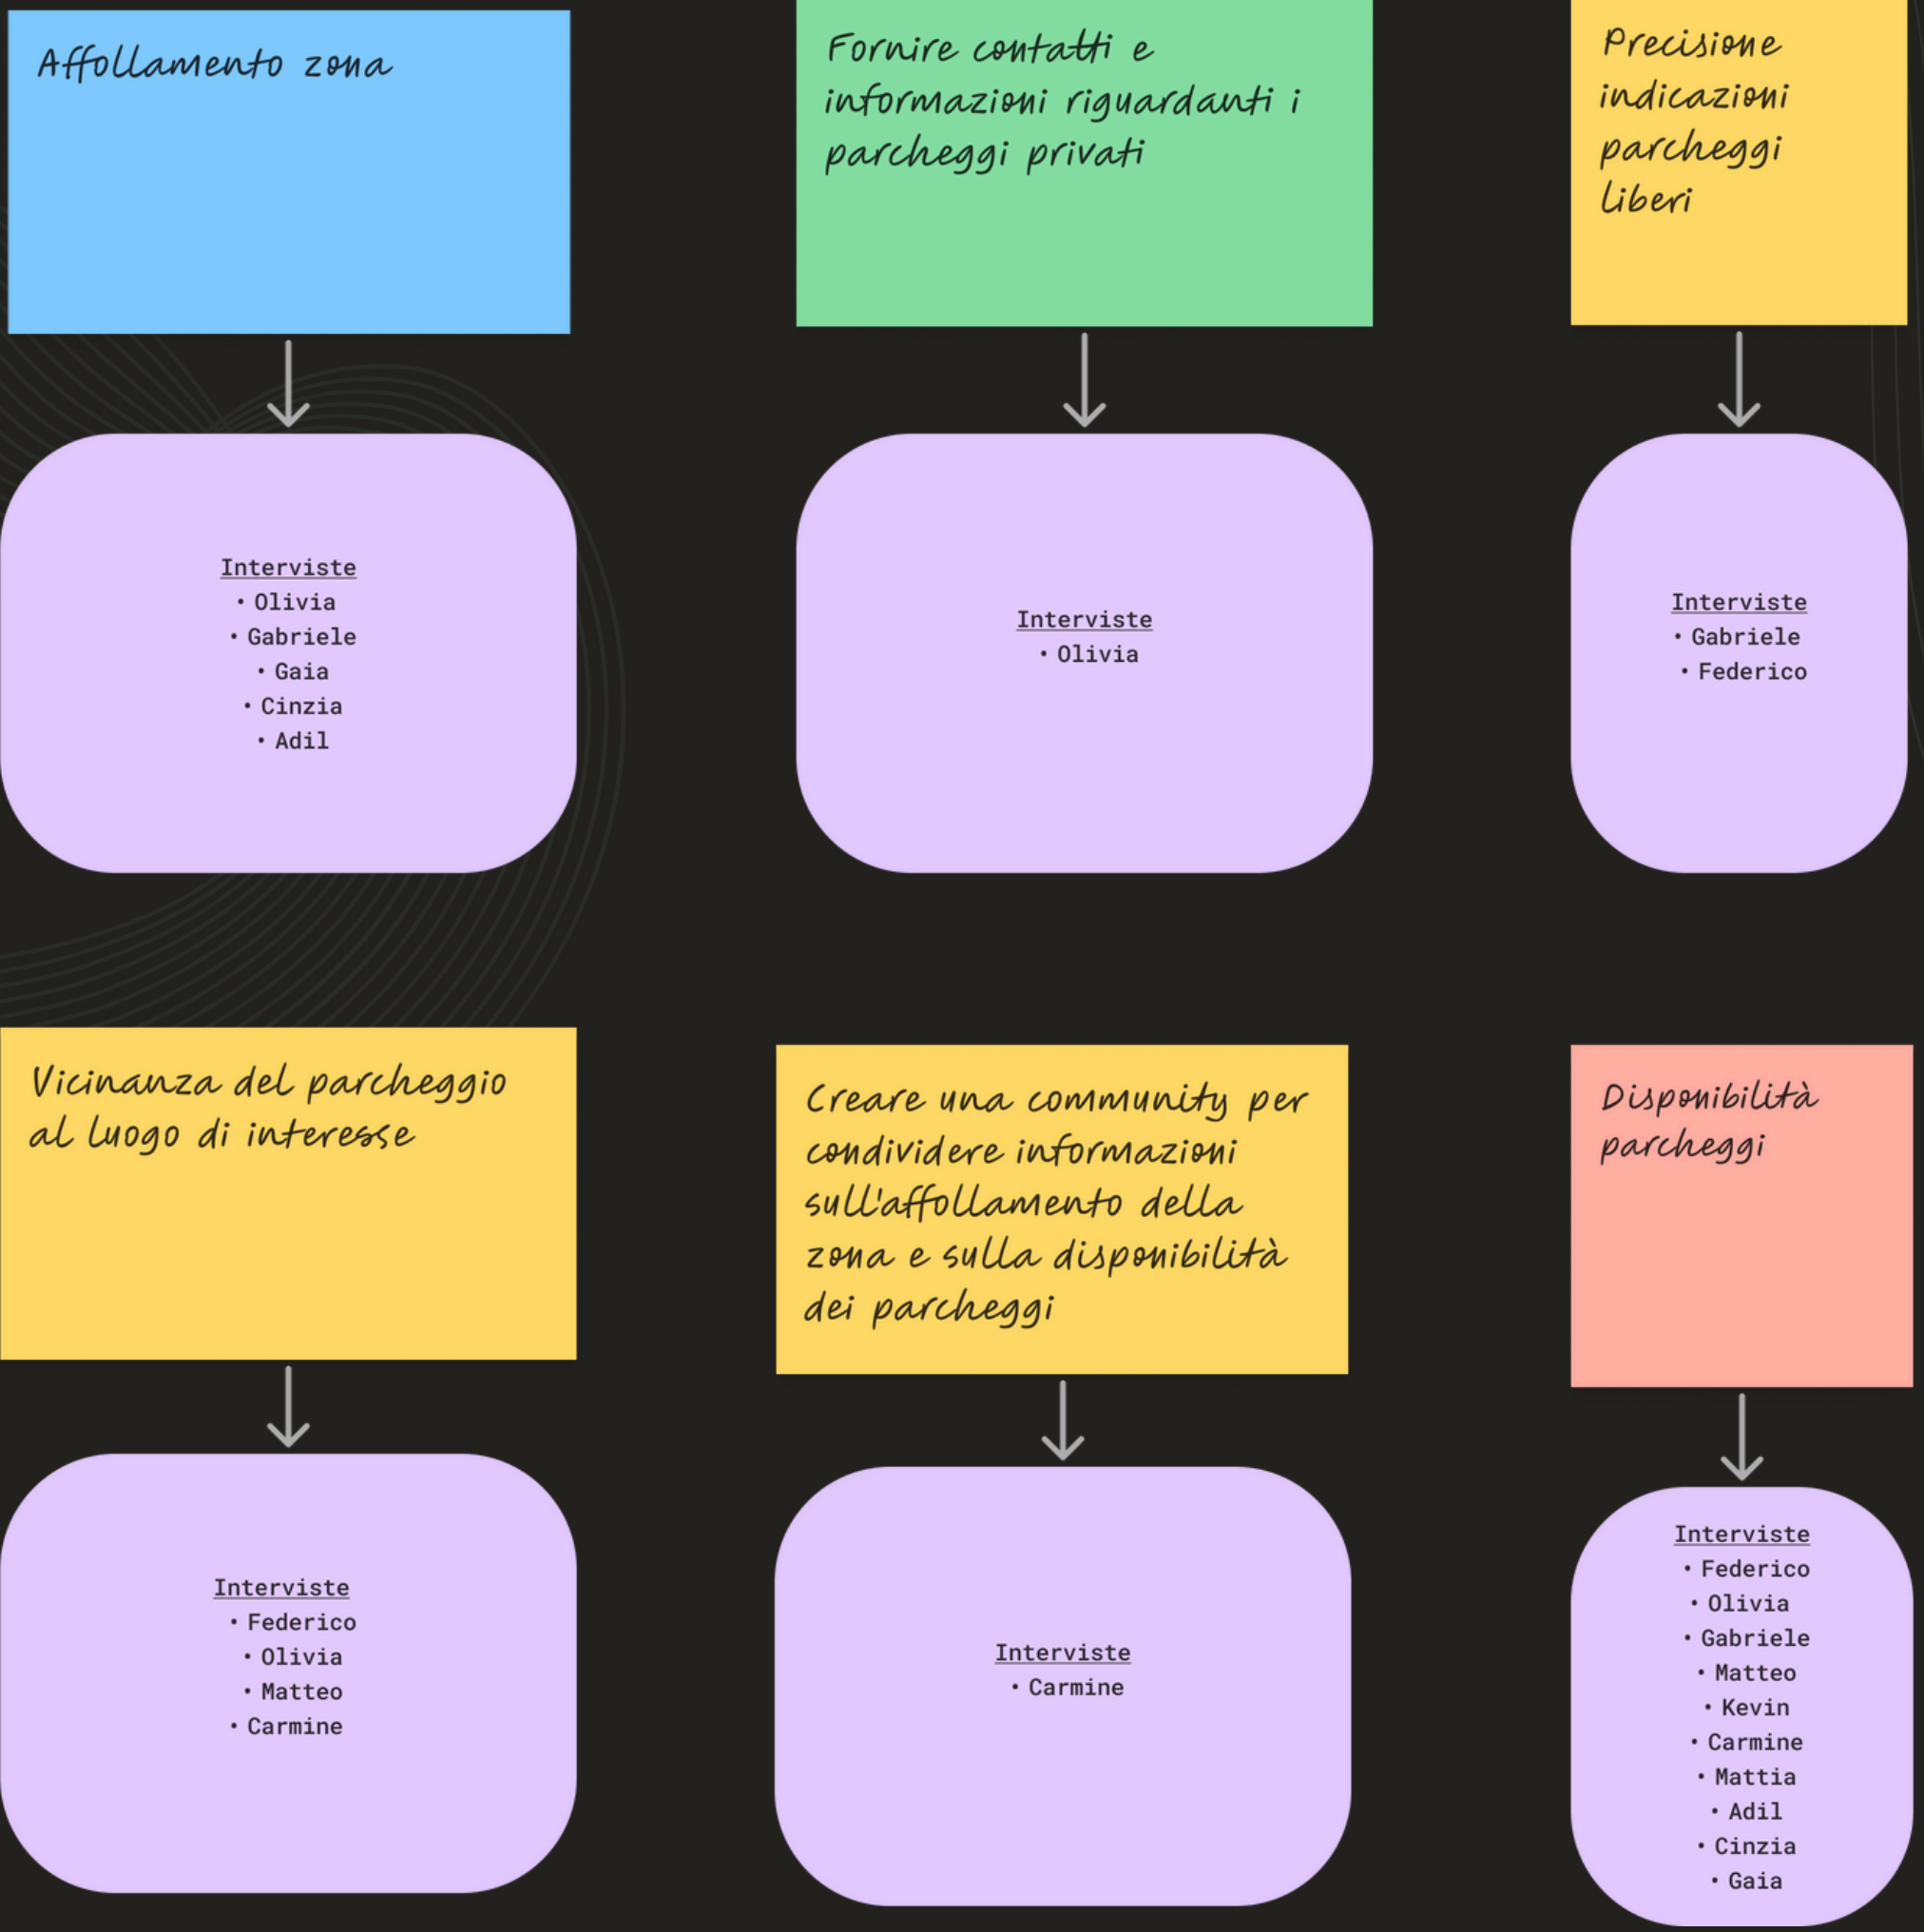 Affollamento zona
Interviste
• Olivia
• Gabriele
• Gaia
• Cinzia
• Adil
Fornire contatti e
informazioni riguardanti i
parcheggi privati
Interviste
• Olivia
Precisione
indicazioni
parcheggi
liberi
Interviste
• Gabriele
• Federico
Vicinanza del parcheggio
al luogo di interesse
Interviste
• Federico
• Olivia
• Matteo
• Carmine
Creare una community per
condividere informazioni
sull'affollamento della
zona e sulla disponibilità
dei parcheggi
Interviste
• Carmine
Disponibilità
parcheggi
Interviste
• Federico
• Olivia
• Gabriele
• Matteo
• Kevin
• Carmine
• Mattia
• Adil
• Cinzia
• Gaia